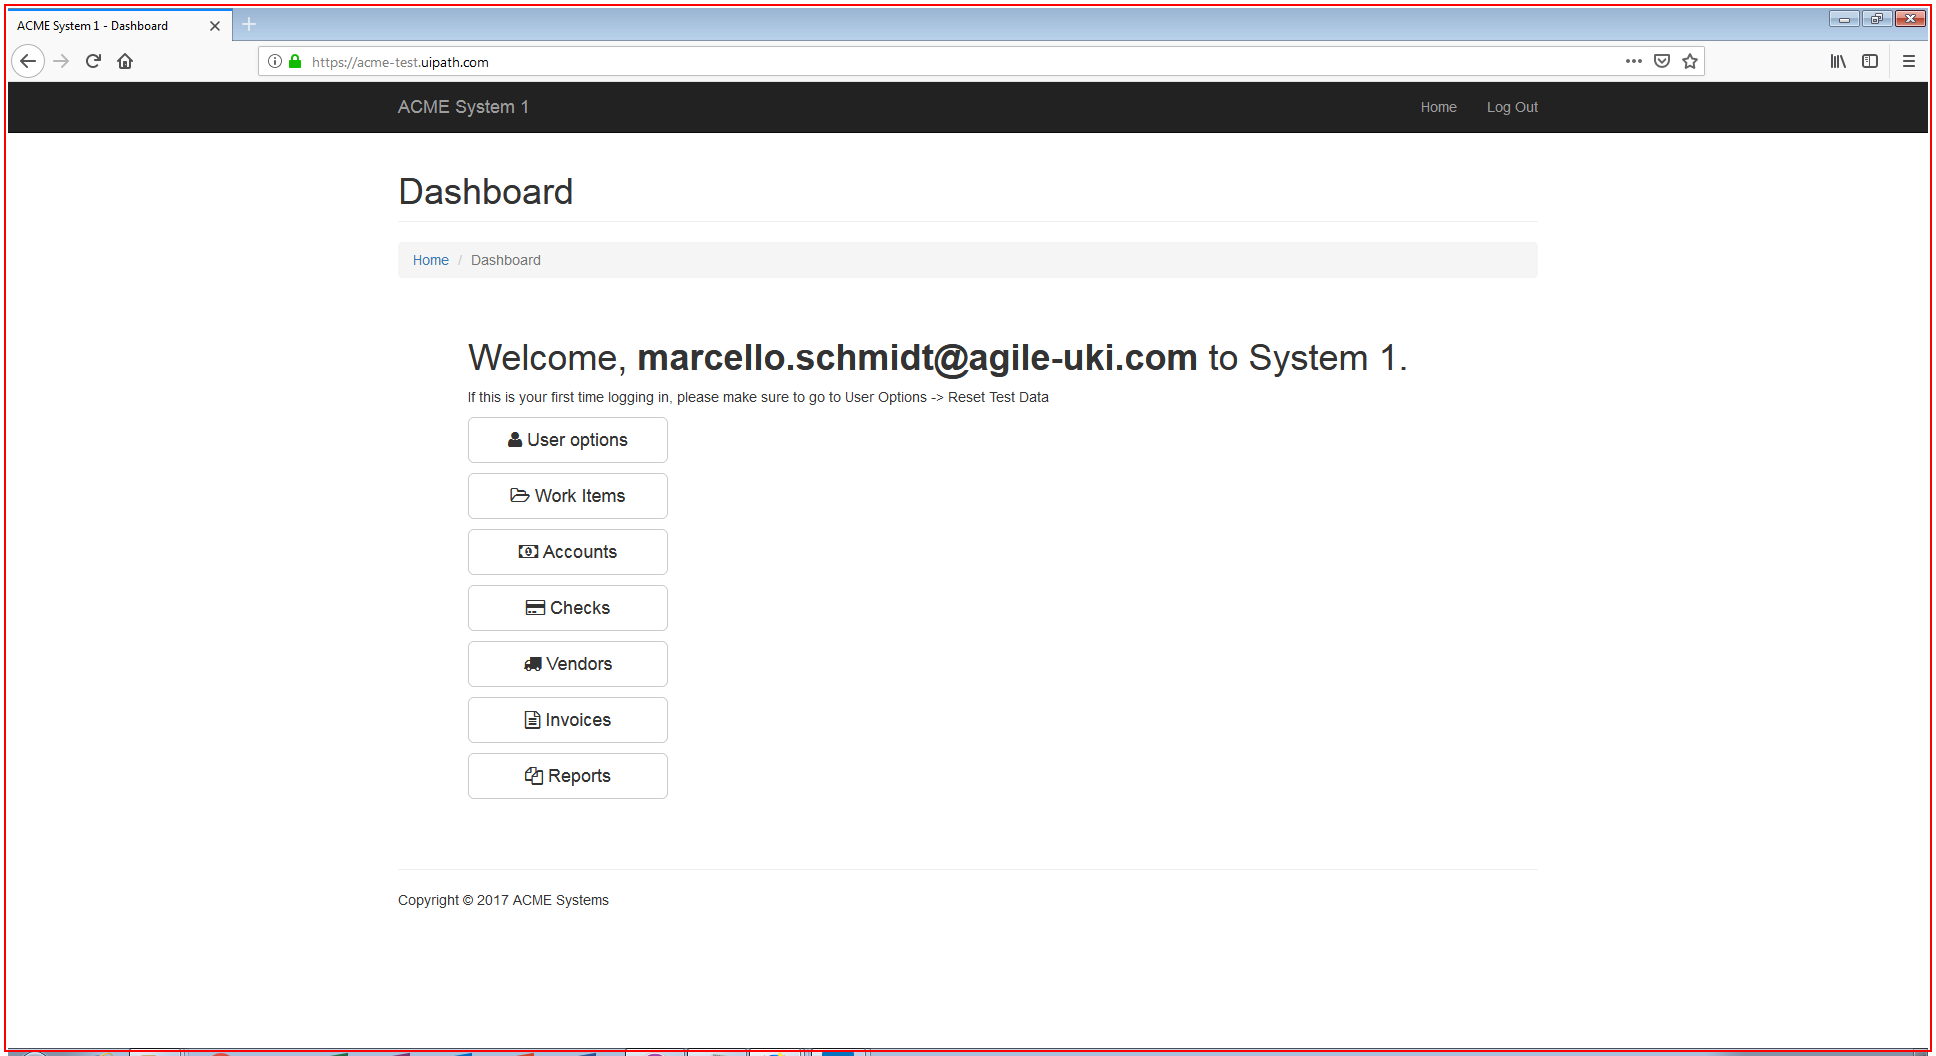 ACME System 1 - Dashboard
https://acme-test.uipath.com
ACME System 1 Home Log Out
Dashboard
Home / Dashboard
Welcome, marcello.schmidt@agile-uki.com to System 1.
If this is your first time logging in, please make sure to go to User Options -> Reset Test Data
User options
Work Items
Accounts
Checks
Vendors
Invoices
Reports
Copyright © 2017 ACME Systems